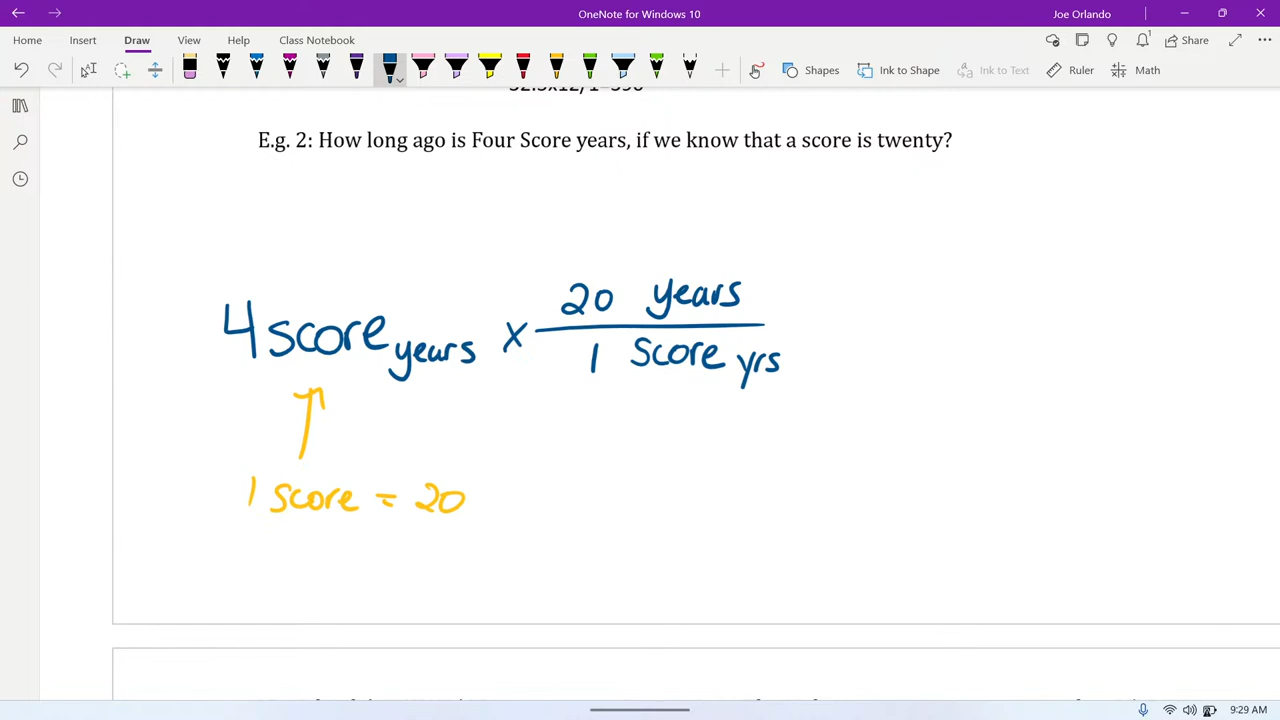 OneNote for Windows 10
Joe Orlando
Home Insert Draw View Help Class Notebook
Share
Shapes Ink to Shape Ink to Text Ruler Math
E.g. 2: How long ago is Four Score years, if we know that a score is twenty?
20 years
4 score years x
1 score yrs
1 score = 20
9:29 AM